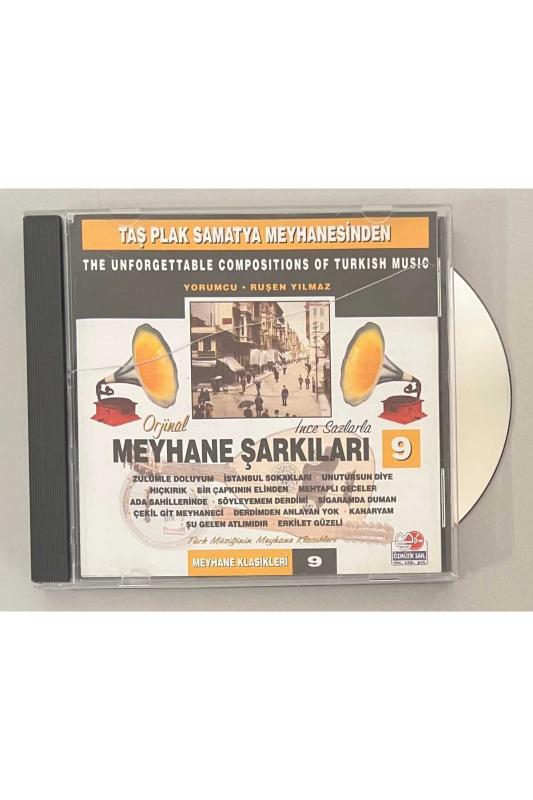 TAŞ PLAK SAMATYA MEYHANESİNDEN
THE UNFORGETTABLE COMPOSITIONS OF TURKISH MUSIC
YORUMCU • RUŞEN YILMAZ
Orjinal İnce Sazlarla
MEYHANE ŞARKILARI 9
ZULÜMLE DOLUYUM • İSTANBUL SOKAKLARI • UNUTURSUN DİYE
HIÇKIRIK • BİR ÇAPKININ ELİNDEN • MEHTAPLI GECELER
ADA SAHİLLERİNDE • SÖYLEYEMEM DERDİMİ • SİGARAMDA DUMAN
ÇEKİL GİT MEYHANECİ • DERDİMDEN ANLAYAN YOK • KANARYAM
• ŞU GELEN ATLIMIDIR • ERKİLET GÜZELİ
Türk Müziğinin Meyhane Klasikleri
MEYHANE KLASİKLERİ 9
ÖZMÜZİK SAN.